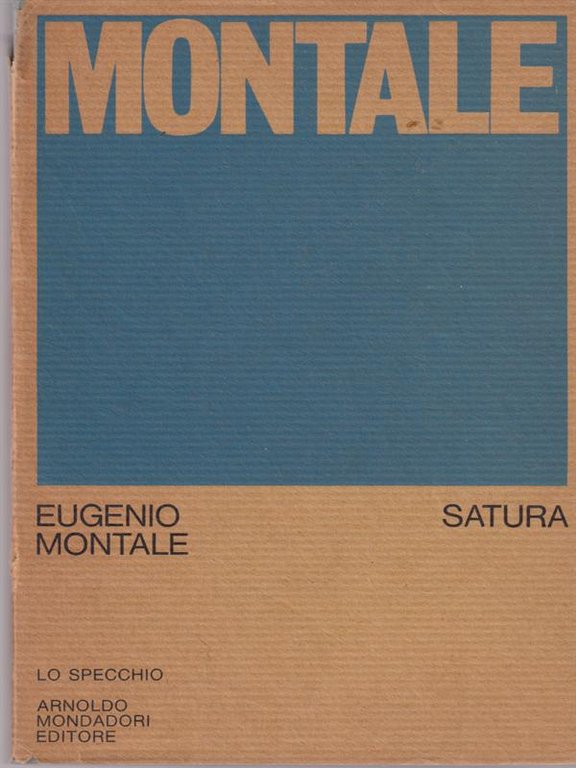 MONTALE
EUGENIO
MONTALE
SATURA
LO SPECCHIO
ARNOLDO
MONDADORI
EDITORE